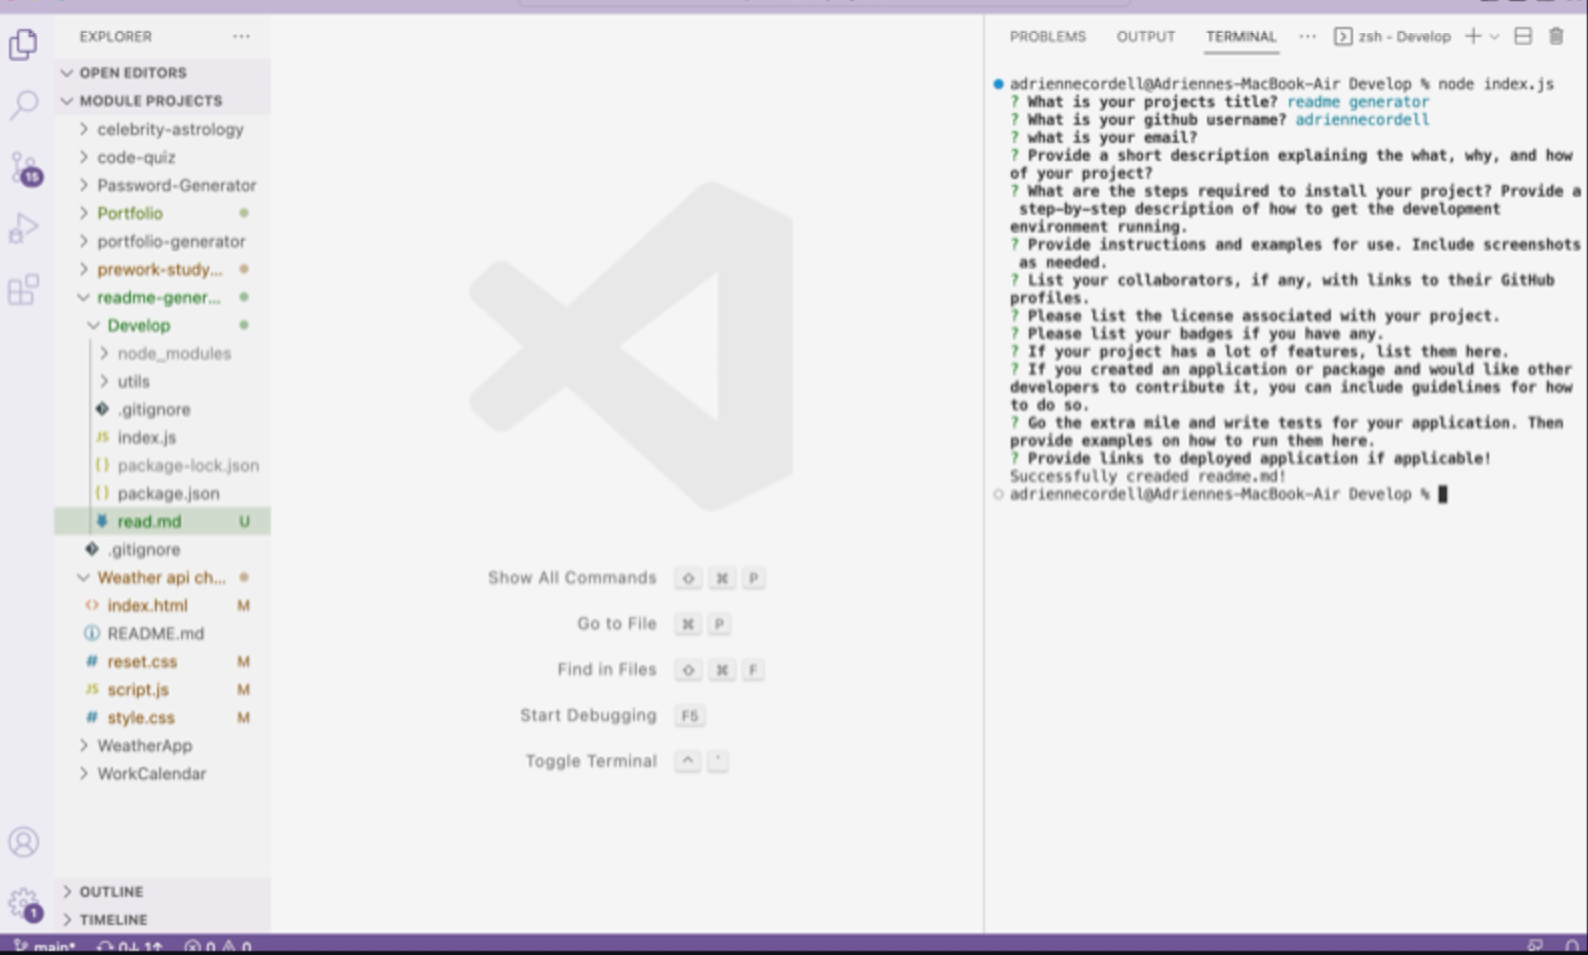 EXPLORER
OPEN EDITORS
MODULE PROJECTS
celebrity-astrology
code-quiz
Password-Generator
Portfolio
portfolio-generator
prework-study...
readme-gener...
Develop
node_modules
utils
.gitignore
index.js
package-lock.json
package.json
read.md U
.gitignore
Weather api ch...
index.html M
README.md
reset.css M
script.js M
style.css M
WeatherApp
WorkCalendar
OUTLINE
TIMELINE
15
1
Show All Commands ⇧ ⌘ P
Go to File ⌘ P
Find in Files ⇧ ⌘ F
Start Debugging F5
Toggle Terminal ^ `
PROBLEMS OUTPUT TERMINAL ... zsh - Develop
adriennecordell@Adriennes-MacBook-Air Develop % node index.js
? What is your projects title? readme generator
? What is your github username? adriennecordell
? what is your email?
? Provide a short description explaining the what, why, and how
of your project?
? What are the steps required to install your project? Provide a
step-by-step description of how to get the development
environment running.
? Provide instructions and examples for use. Include screenshots
as needed.
? List your collaborators, if any, with links to their GitHub
profiles.
? Please list the license associated with your project.
? Please list your badges if you have any.
? If your project has a lot of features, list them here.
? If you created an application or package and would like other
developers to contribute it, you can include guidelines for how
to do so.
? Go the extra mile and write tests for your application. Then
provide examples on how to run them here.
? Provide links to deployed application if applicable!
Successfully creaded readme.md!
adriennecordell@Adriennes-MacBook-Air Develop %
main* 0↓ 1↑ 0 0